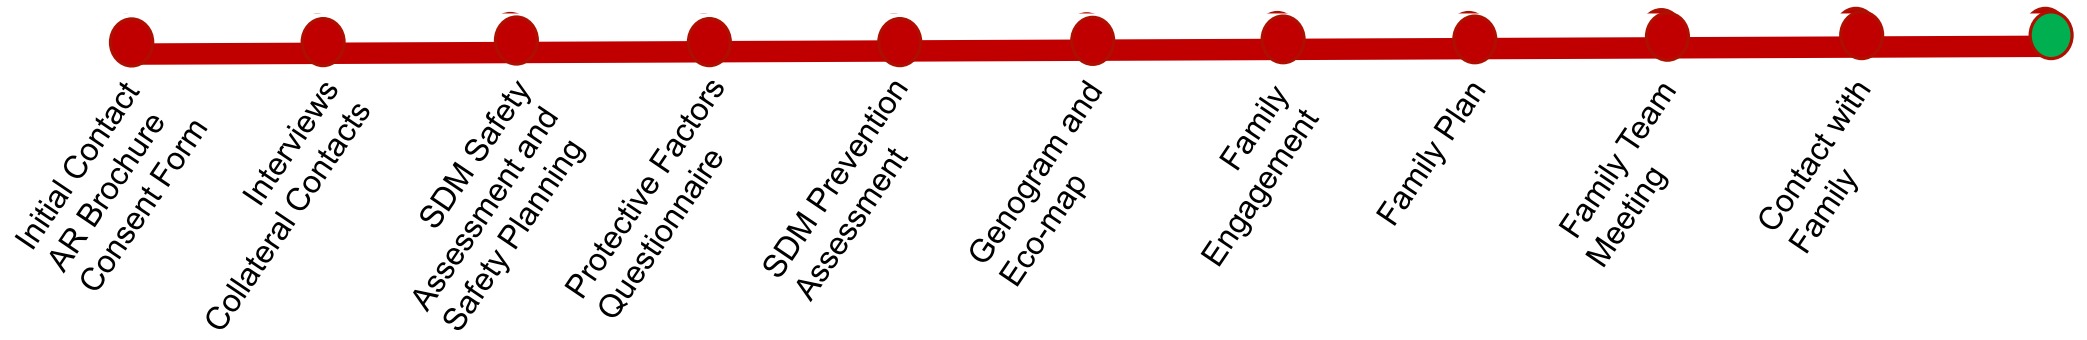 Initial Contact
AR Brochure
Consent Form
Interviews
Collateral Contacts
SDM Safety
Assessment and
Safety Planning
Protective Factors
Questionnaire
SDM Prevention
Assessment
Genogram and
Eco-map
Family
Engagement
Family Plan
Family Team
Meeting
Contact with
Family